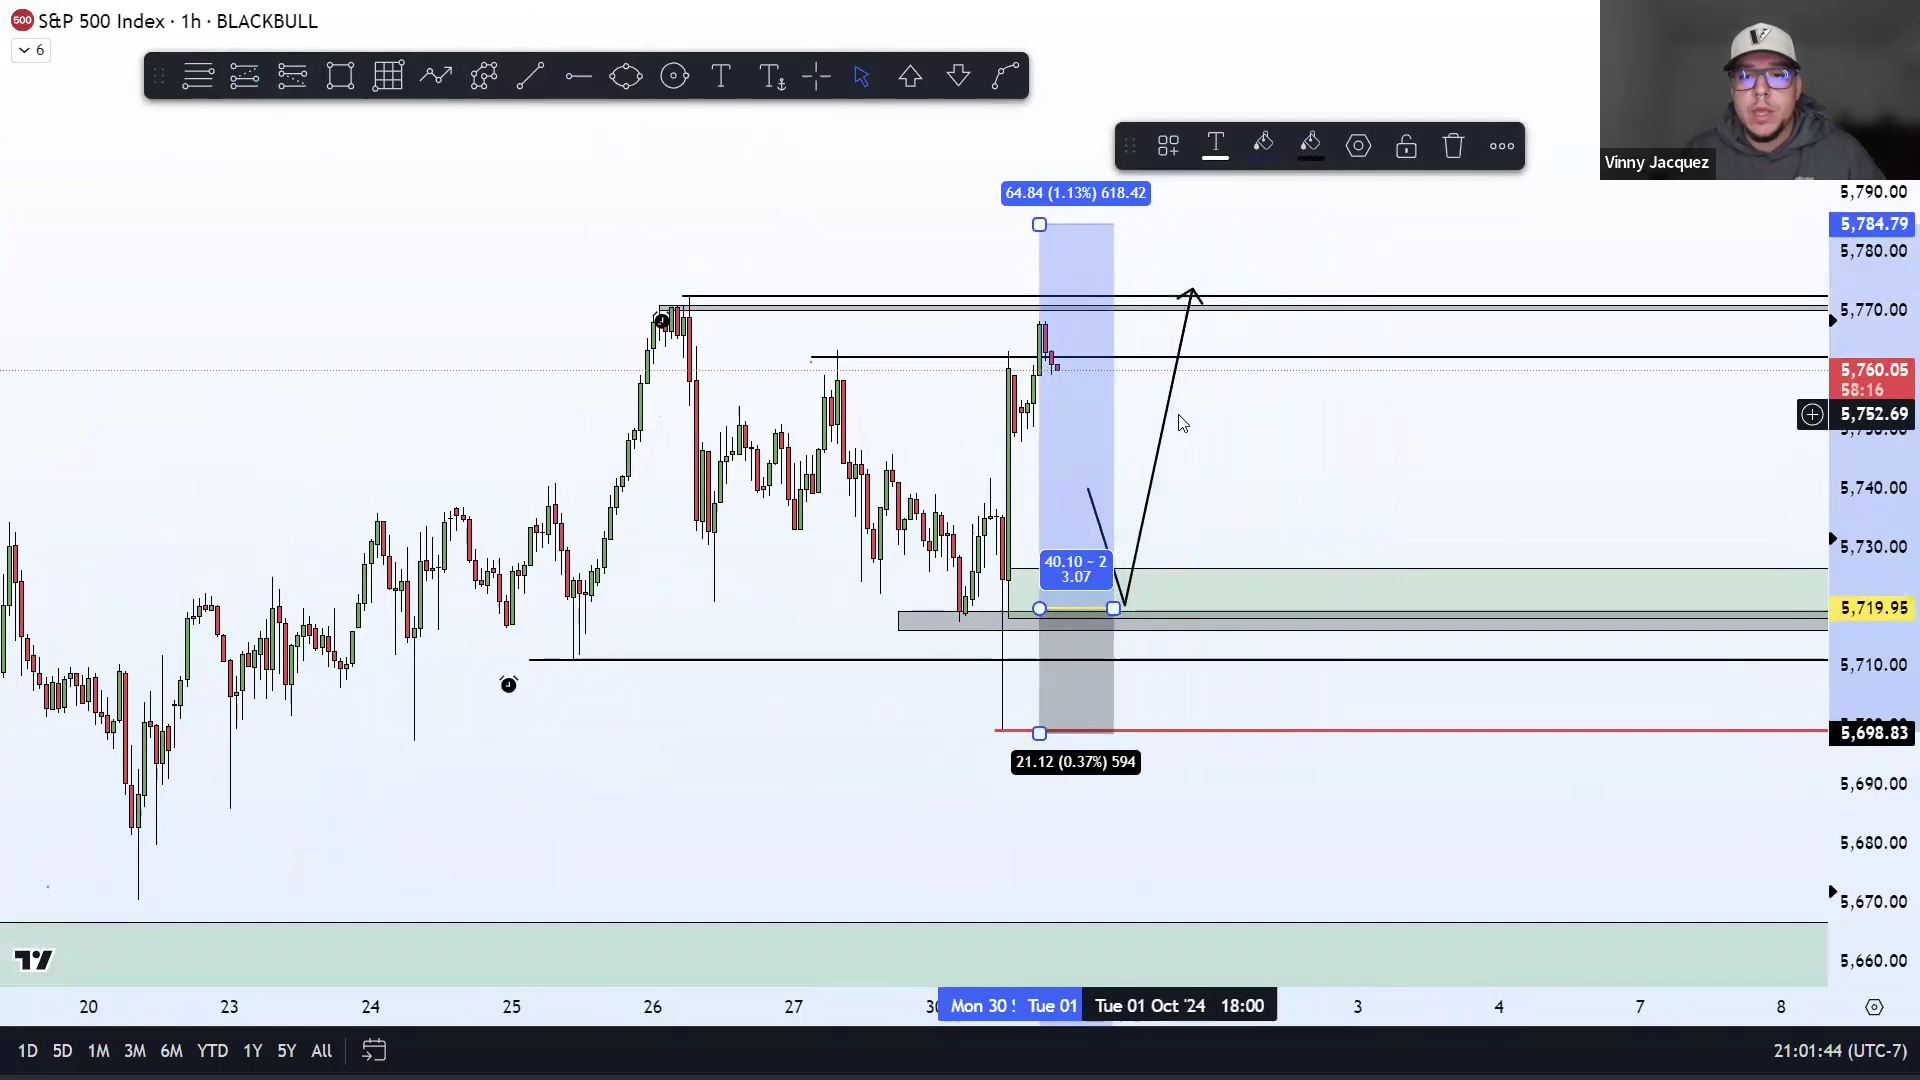 500 S&P 500 Index · 1h · BLACKBULL
6
Vinny Jacquez
64.84 (1.13%) 618.42
5,790.00
5,784.79
5,780.00
5,770.00
5,760.05
58:16
5,752.69
5,740.00
5,730.00
40.10 ~ 2
3.07
5,719.95
5,710.00
5,698.83
21.12 (0.37%) 594
5,690.00
5,680.00
5,670.00
5,660.00
20 23 24 25 26 27 Mon 30 Tue 01 Tue 01 Oct '24 18:00 3 4 7 8
1D 5D 1M 3M 6M YTD 1Y 5Y All 21:01:44 (UTC-7)